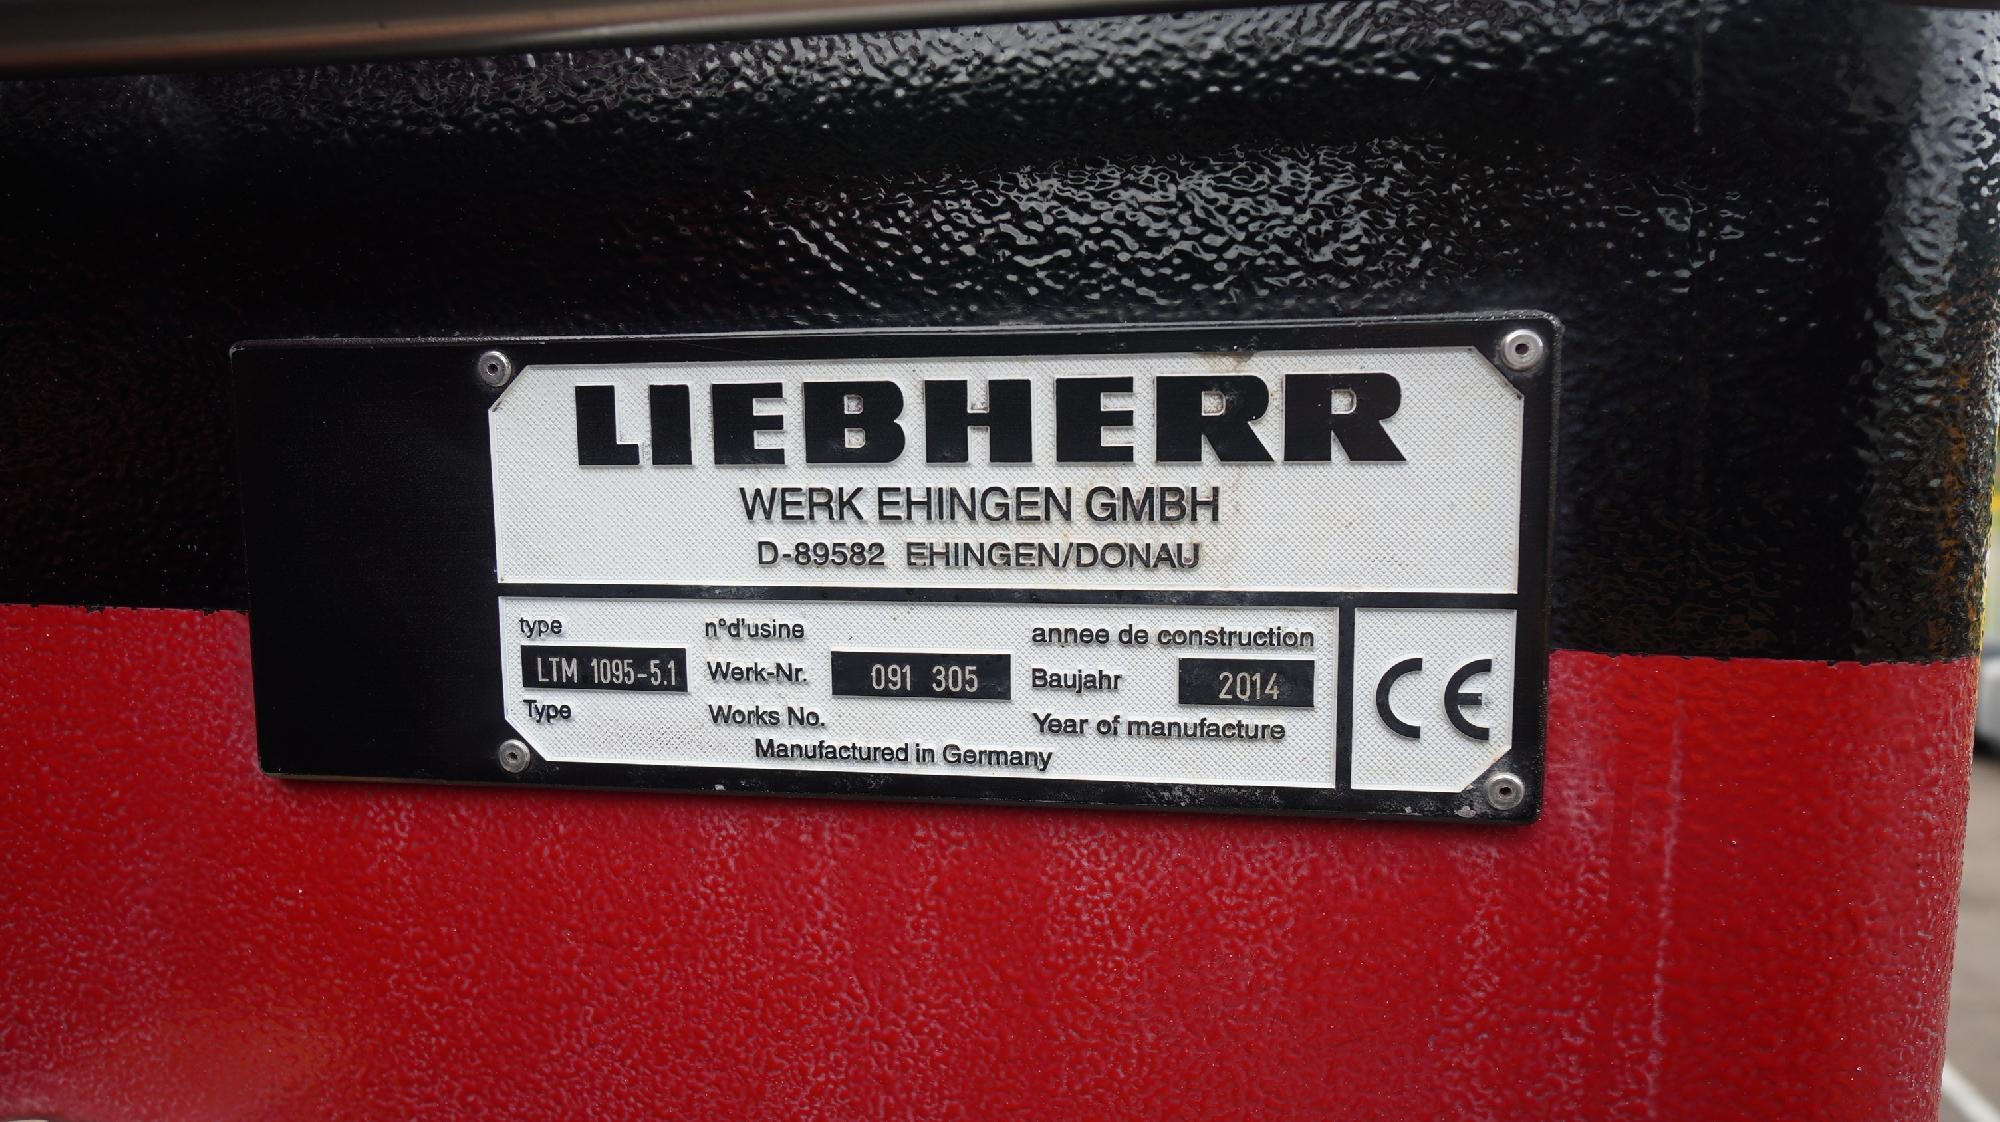 LIEBHERR
WERK EHINGEN GMBH
D-89582 EHINGEN/DONAU
type
LTM 1095-5.1
Type
n°d'usine
Werk-Nr. 091 305
Works No.
annee de construction
Baujahr 2014
Year of manufacture
Manufactured in Germany
CE